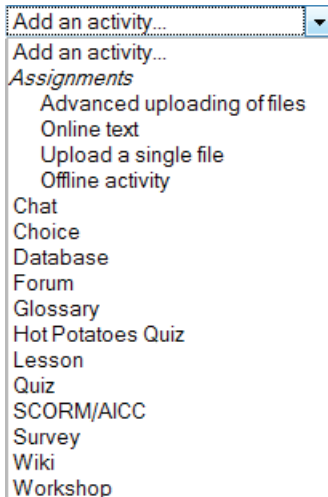 Add an activity...
Add an activity...
Assignments
Advanced uploading of files
Online text
Upload a single file
Offline activity
Chat
Choice
Database
Forum
Glossary
Hot Potatoes Quiz
Lesson
Quiz
SCORM/AICC
Survey
Wiki
Workshop